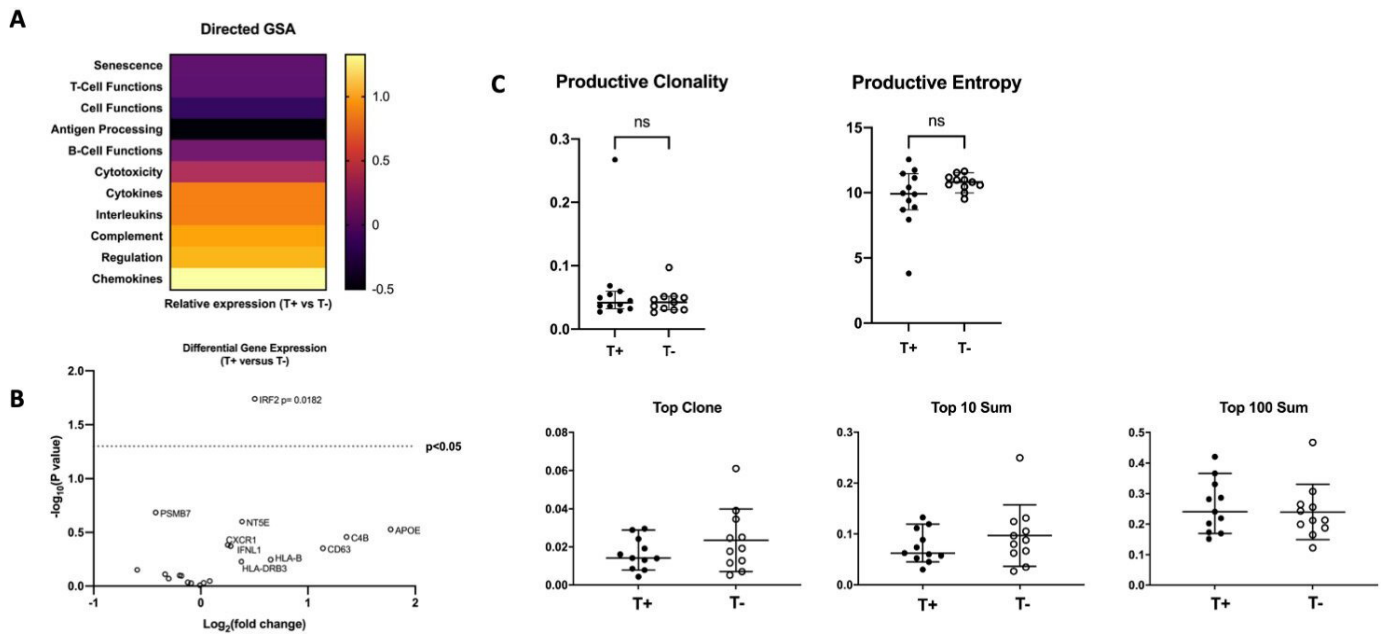 A
Directed GSA
Senescence
T-Cell Functions
Cell Functions
Antigen Processing
B-Cell Functions
Cytotoxicity
Cytokines
Interleukins
Complement
Regulation
Chemokines
1.0
0.5
0
-0.5
Relative expression (T+ vs T-)
B
Differential Gene Expression
(T+ versus T-)
2.0
1.5
1.0
0.5
0.0
-log10(P value)
IRF2 p= 0.0182
p<0.05
PSMB7
NT5E
APOE
C4B
CXCR1
IFNL1
CD63
HLA-B
HLA-DRB3
-1
0
1
2
Log2(fold change)
C
Productive Clonality
ns
0.3
0.2
0.1
0.0
T+
T-
Productive Entropy
ns
15
10
5
0
T+
T-
Top Clone
0.08
0.06
0.04
0.02
0.00
T+
T-
Top 10 Sum
0.3
0.2
0.1
0.0
T+
T-
Top 100 Sum
0.5
0.4
0.3
0.2
0.1
0.0
T+
T-